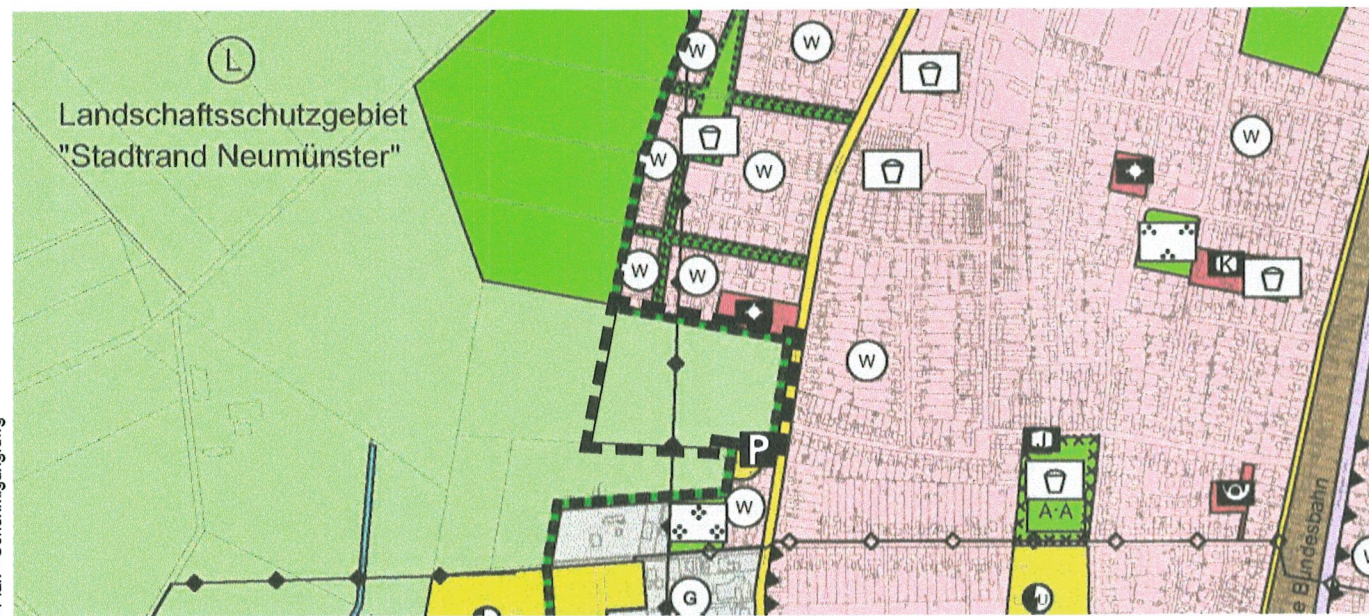 L
Landschaftsschutzgebiet
"Stadtrand Neumünster"
W
W
W
W
W
W
W
K
W
P
J
W
A·A
G
Bundesbahn